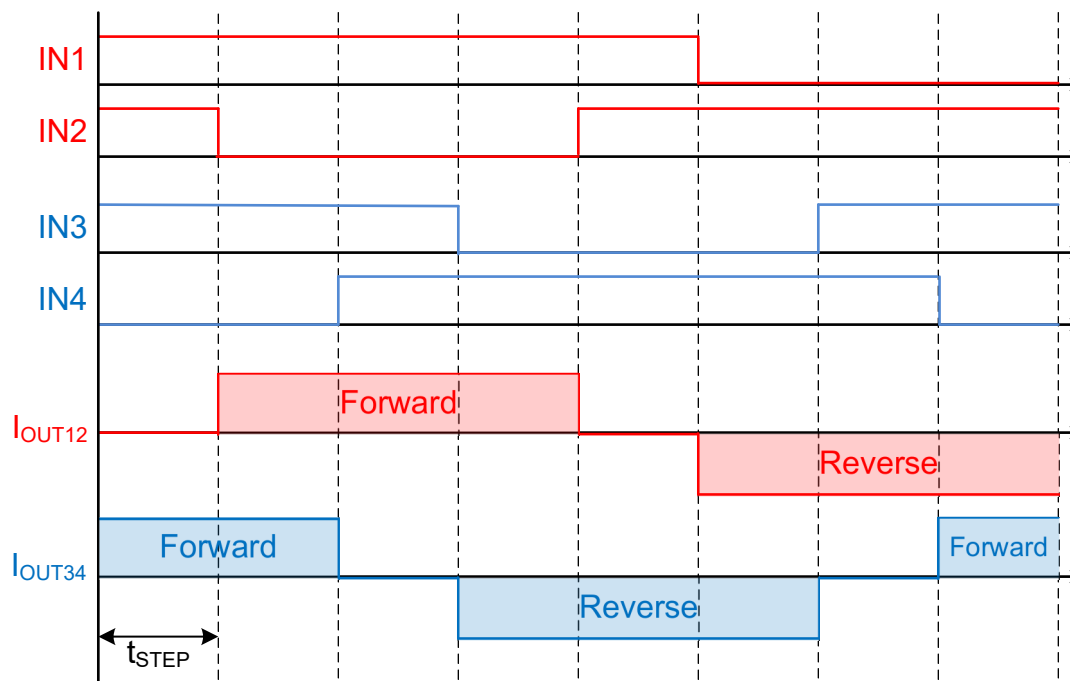 IN1
IN2
IN3
IN4
IOUT12
Forward
Reverse
IOUT34
Forward
Reverse
Forward
tSTEP